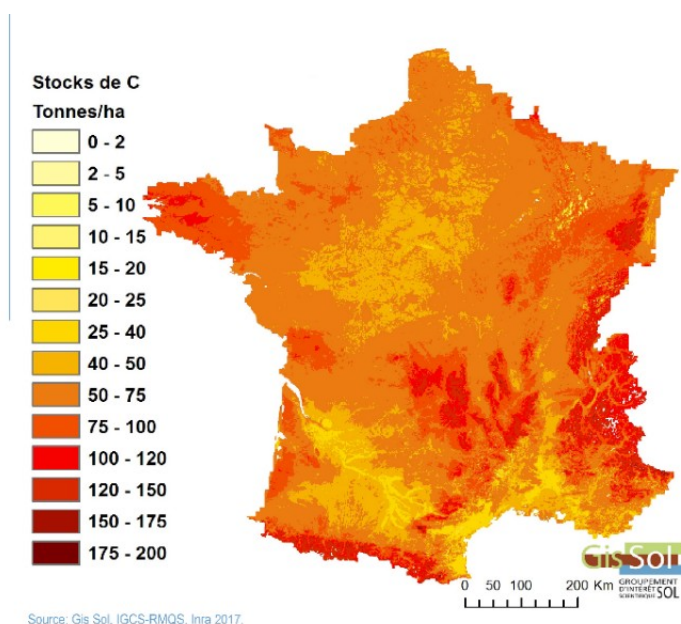 Stocks de C
Tonnes/ha
0 - 2
2 - 5
5 - 10
10 - 15
15 - 20
20 - 25
25 - 40
40 - 50
50 - 75
75 - 100
100 - 120
120 - 150
150 - 175
175 - 200
Gis Sol
GROUPEMENT
D'INTÉRÊT
SCIENTIFIQUE SOL
0 50 100 200 Km
Source: Gis Sol, IGCS-RMQS, Inra 2017.